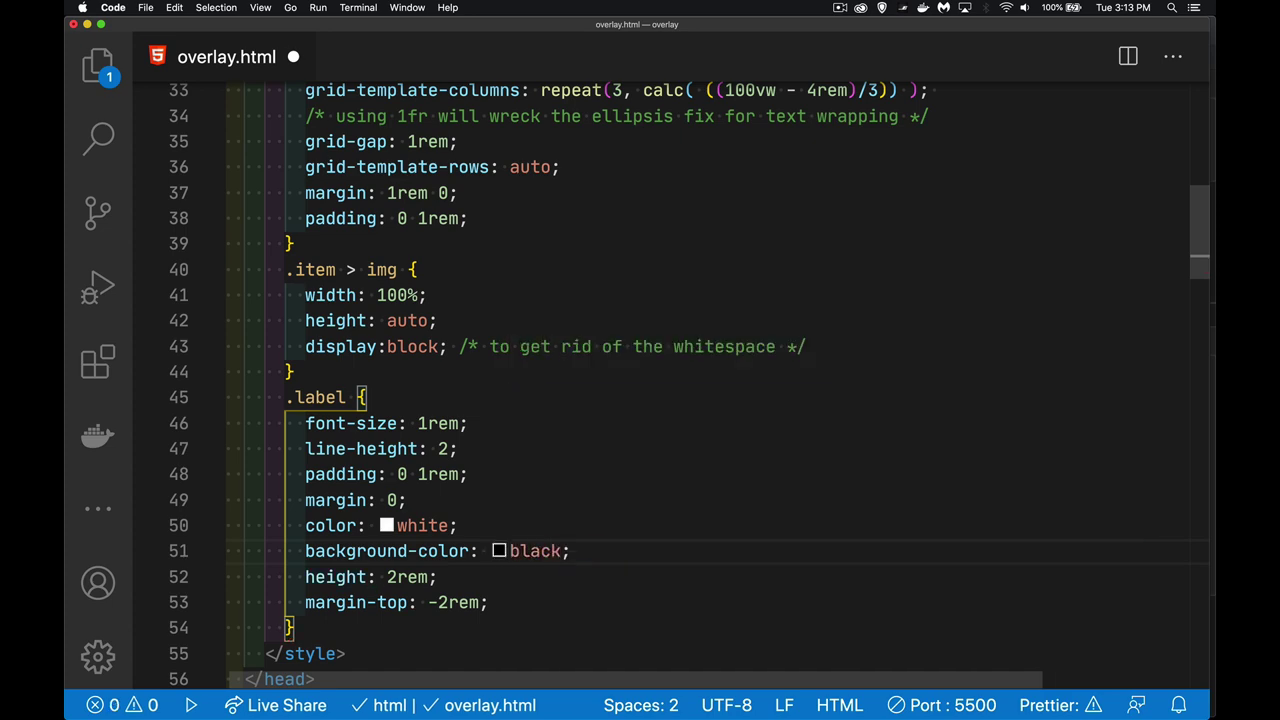 Code File Edit Selection View Go Run Terminal Window Help 100% Tue 3:13 PM
overlay.html — overlay
overlay.html
1
33 grid-template-columns: repeat(3, calc( ((100vw - 4rem)/3)) );
34 /* using 1fr will wreck the ellipsis fix for text wrapping */
35 grid-gap: 1rem;
36 grid-template-rows: auto;
37 margin: 1rem 0;
38 padding: 0 1rem;
39 }
40 .item > img {
41 width: 100%;
42 height: auto;
43 display:block; /* to get rid of the whitespace */
44 }
45 .label {
46 font-size: 1rem;
47 line-height: 2;
48 padding: 0 1rem;
49 margin: 0;
50 color: white;
51 background-color: black;
52 height: 2rem;
53 margin-top: -2rem;
54 }
55 </style>
56 </head>
0 0 Live Share html | overlay.html Spaces: 2 UTF-8 LF HTML Port : 5500 Prettier: